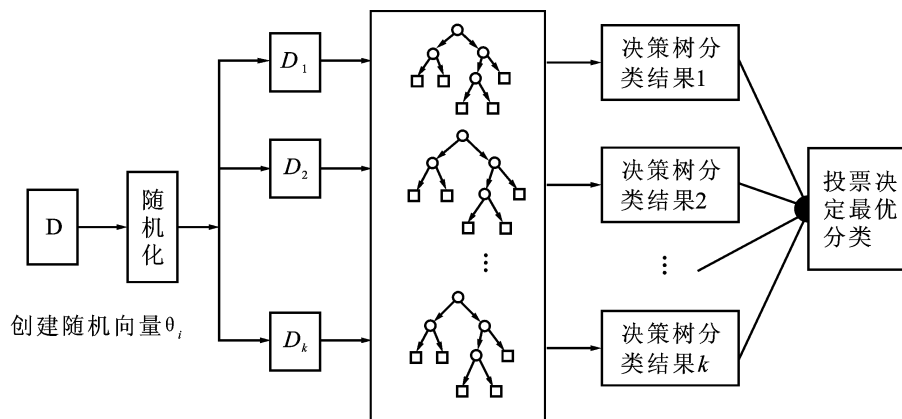 D
随
机
化
创建随机向量θi
D1
D2
Dk
⋮
决策树分
类结果1
决策树分
类结果2
⋮
决策树分
类结果k
投票决
定最优
分类